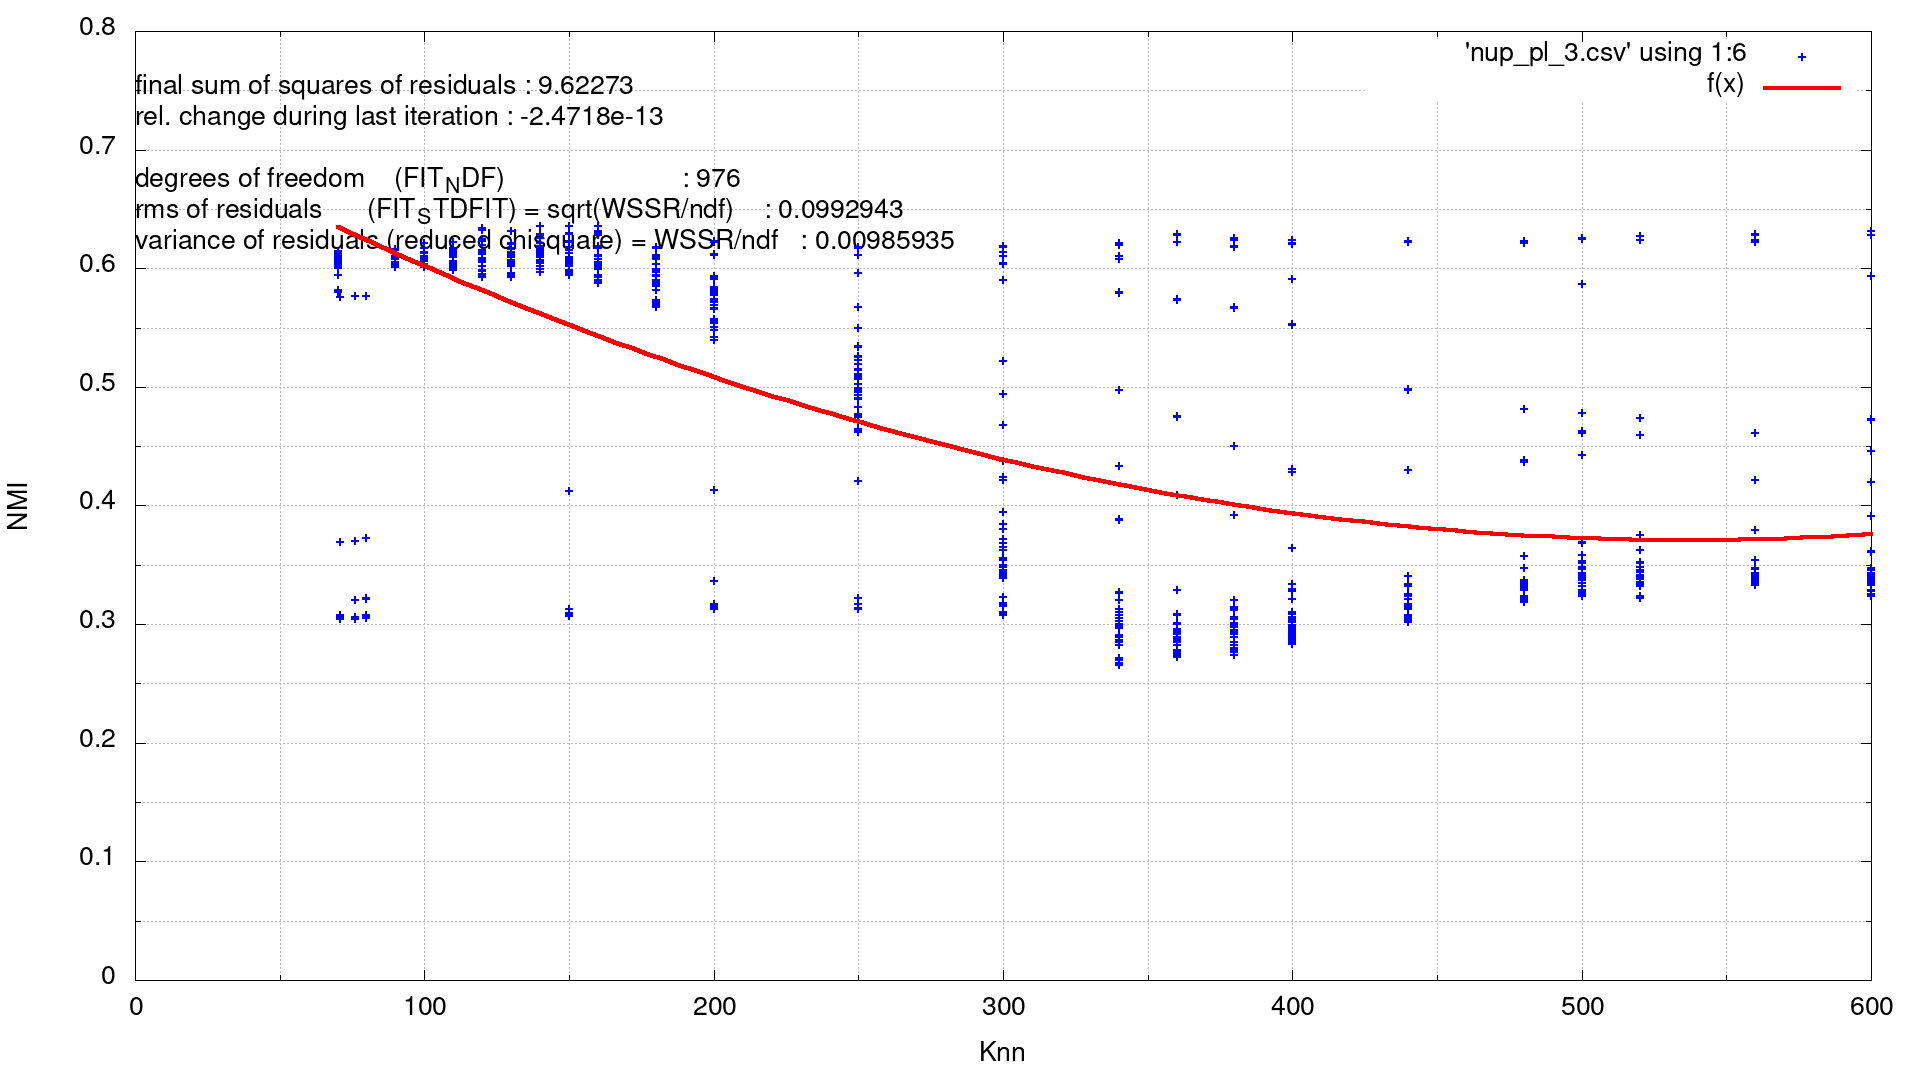 'nup_pl_3.csv' using 1:6
f(x)
final sum of squares of residuals : 9.62273
rel. change during last iteration : -2.4718e-13
degrees of freedom    (FIT_NDF)                        : 976
rms of residuals      (FIT_STDFIT) = sqrt(WSSR/ndf)    : 0.0992943
variance of residuals (reduced chisquare) = WSSR/ndf   : 0.00985935
0.8
0.7
0.6
0.5
0.4
0.3
0.2
0.1
0
NMI
0 100 200 300 400 500 600
Knn